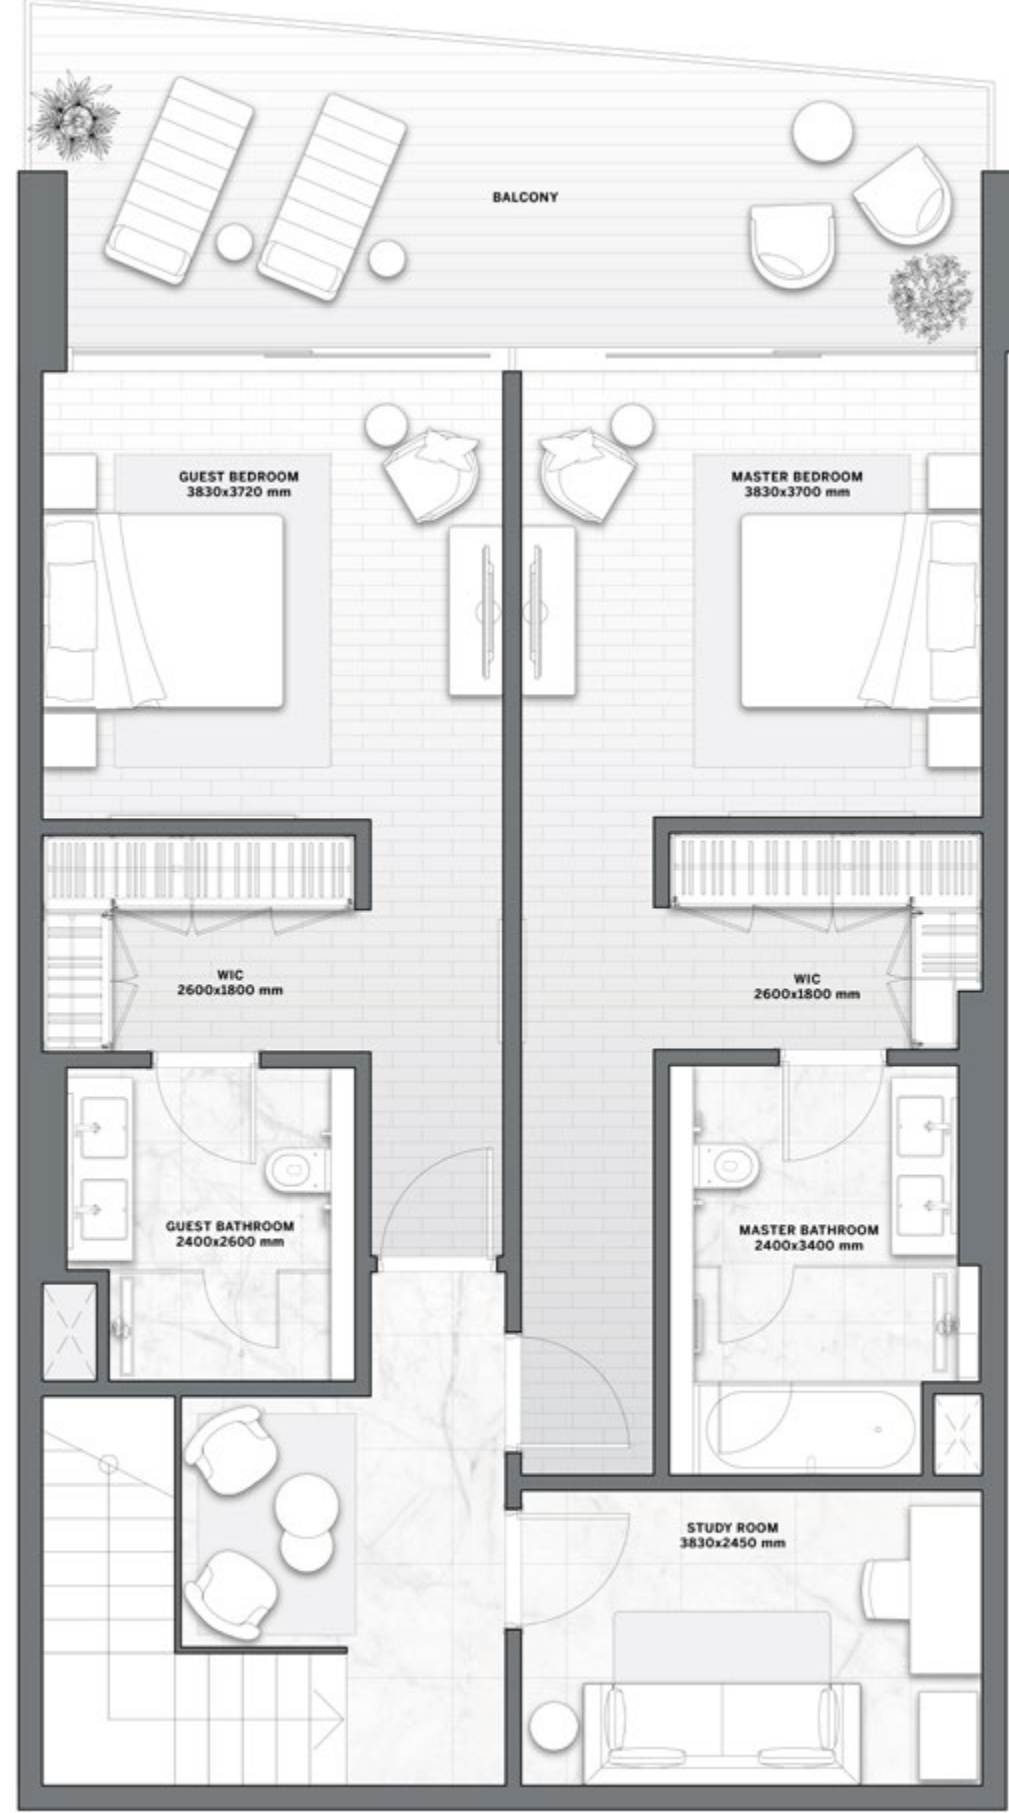 BALCONY
GUEST BEDROOM
3830x3720 mm
MASTER BEDROOM
3830x3700 mm
WIC
2600x1800 mm
WIC
2600x1800 mm
GUEST BATHROOM
2400x2600 mm
MASTER BATHROOM
2400x3400 mm
STUDY ROOM
3830x2450 mm